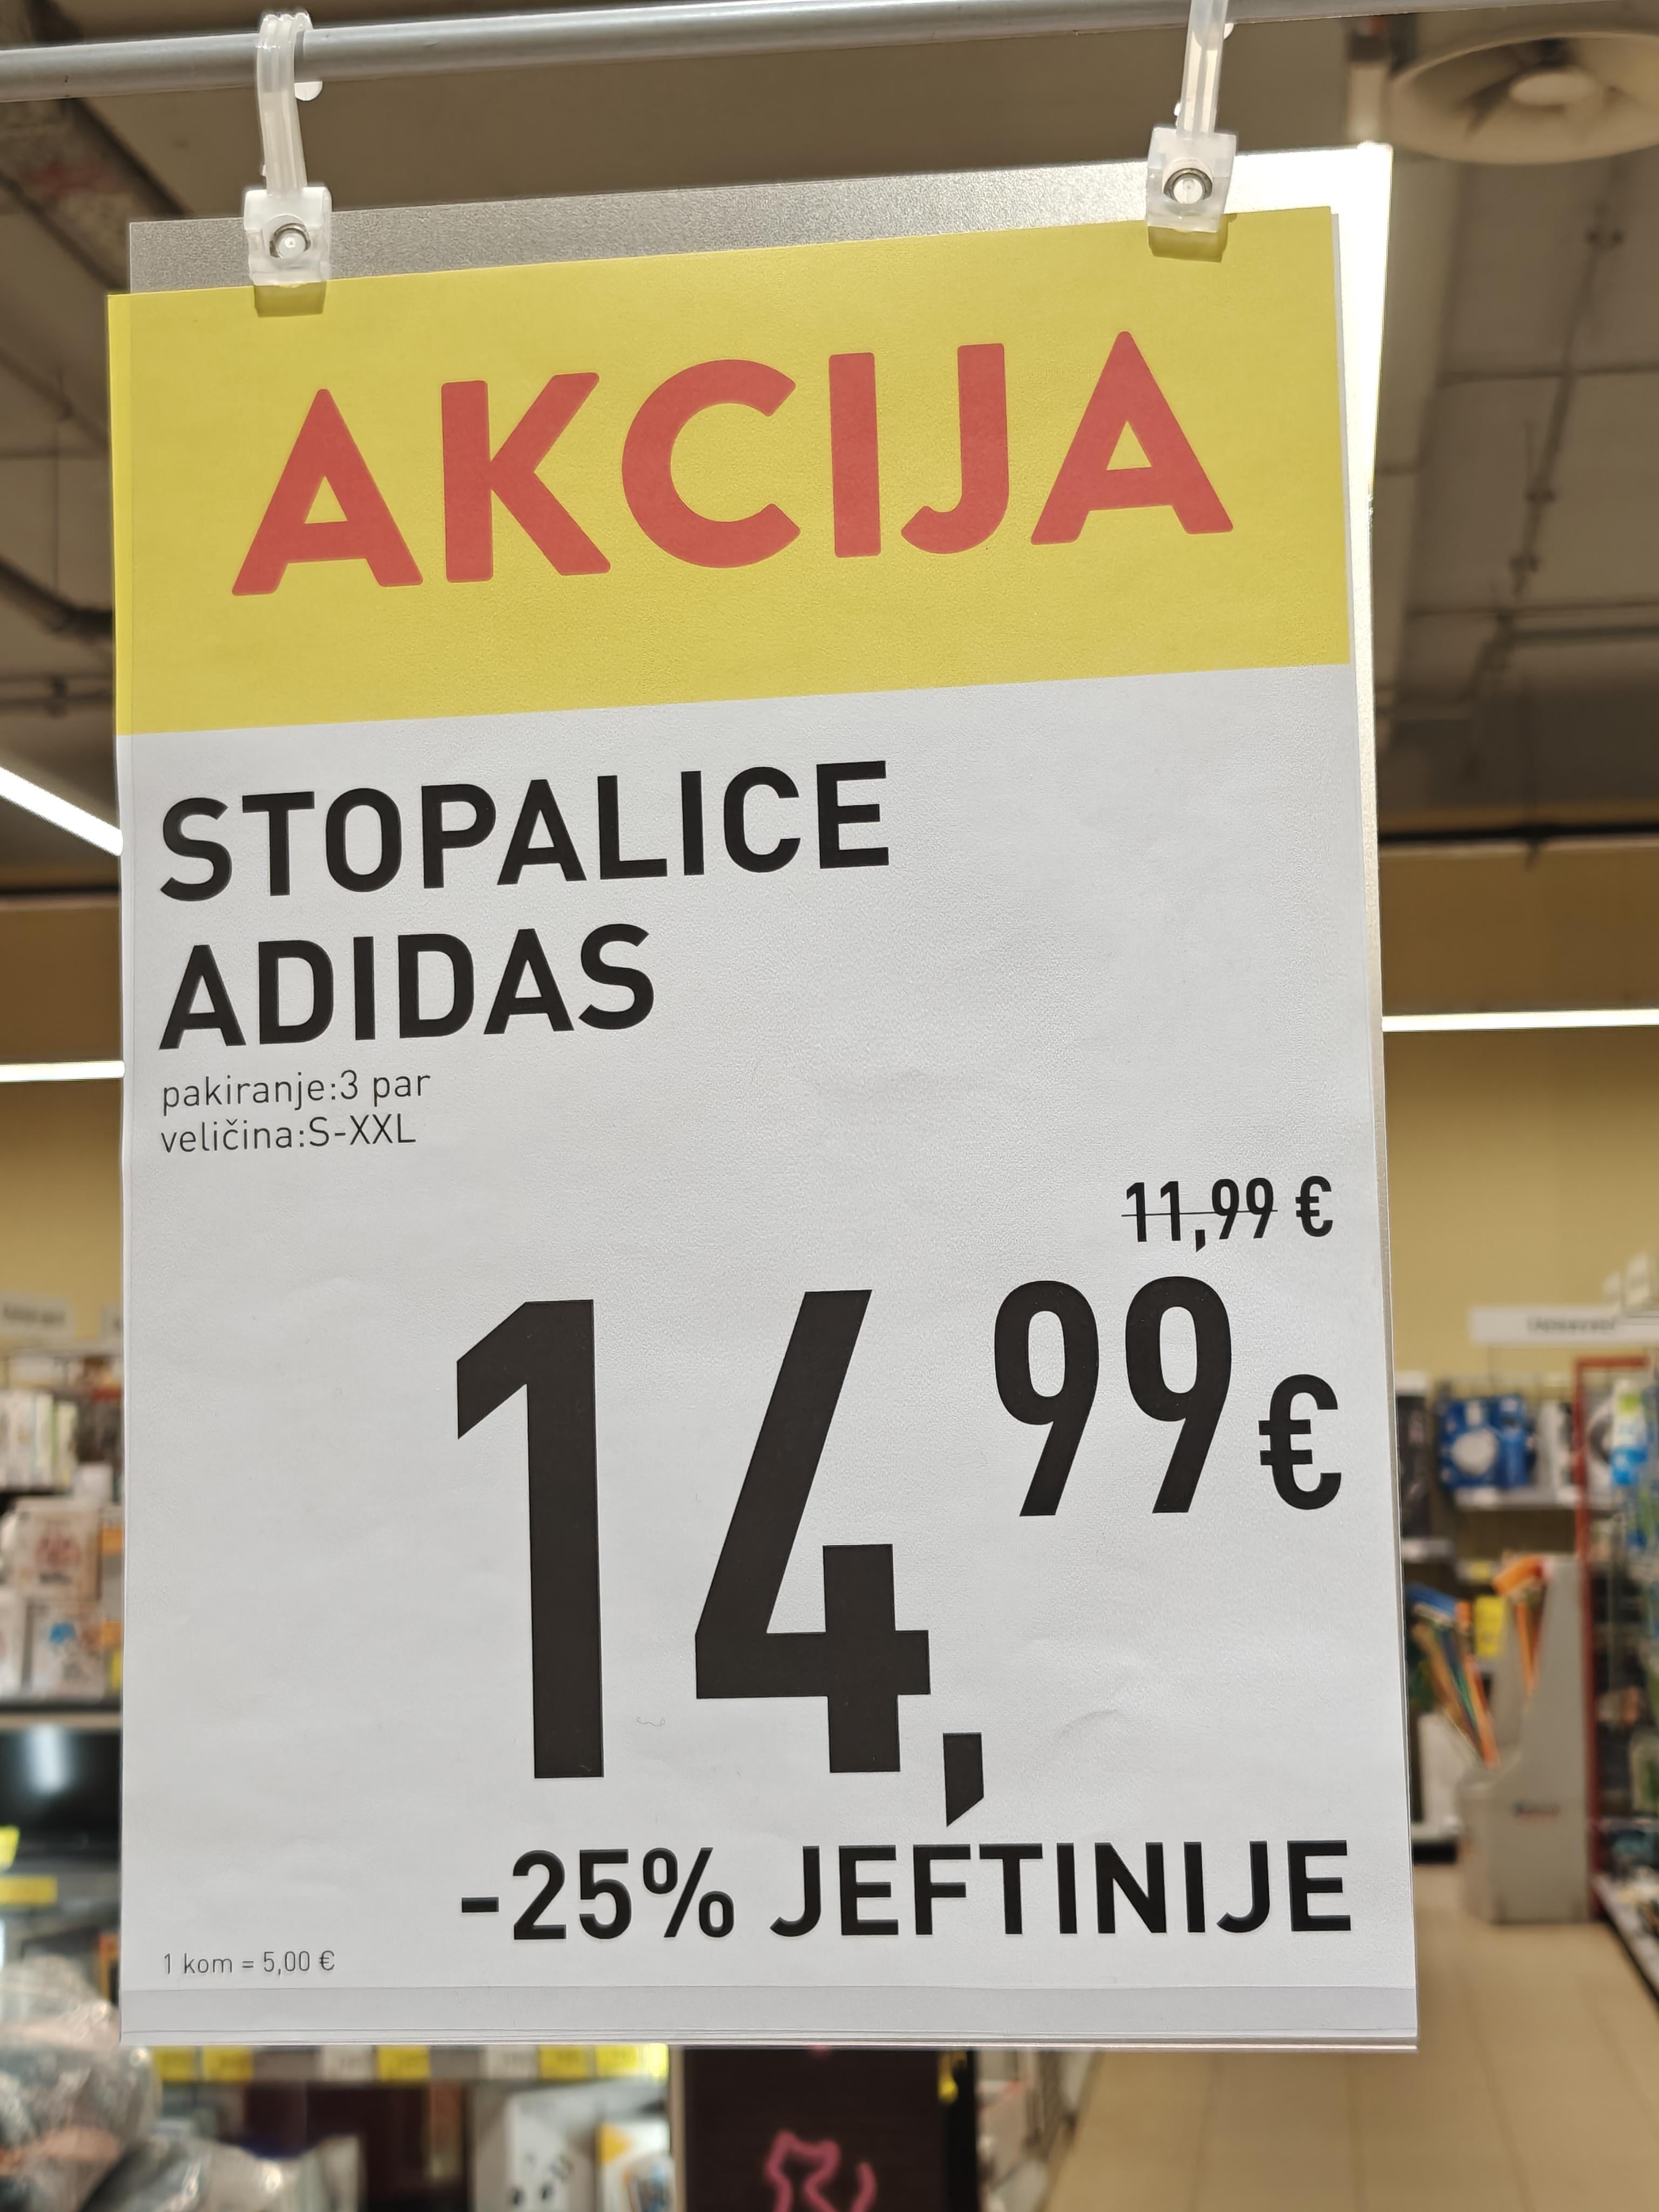 AKCIJA
STOPALICE
ADIDAS
pakiranje:3 par
veličina:S-XXL
11,99 €
14,99 €
-25% JEFTINIJE
1 kom = 5,00 €